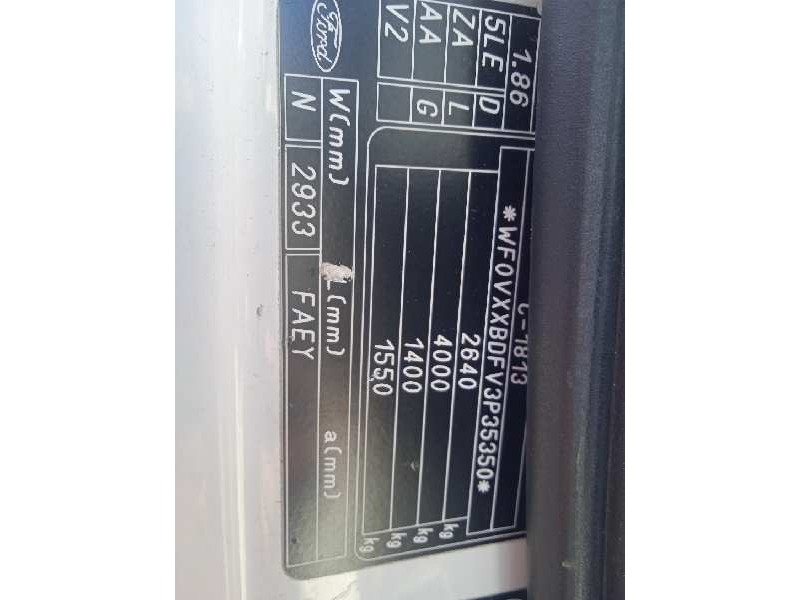 C-1813
*WF0VXXBDFV3P35350*
2640 kg
4000 kg
1400 kg
1550 kg
1.86
5LE D
ZA L
AA G
V2
W(mm) (mm) a(mm)
N 2933 FAEY
Ford